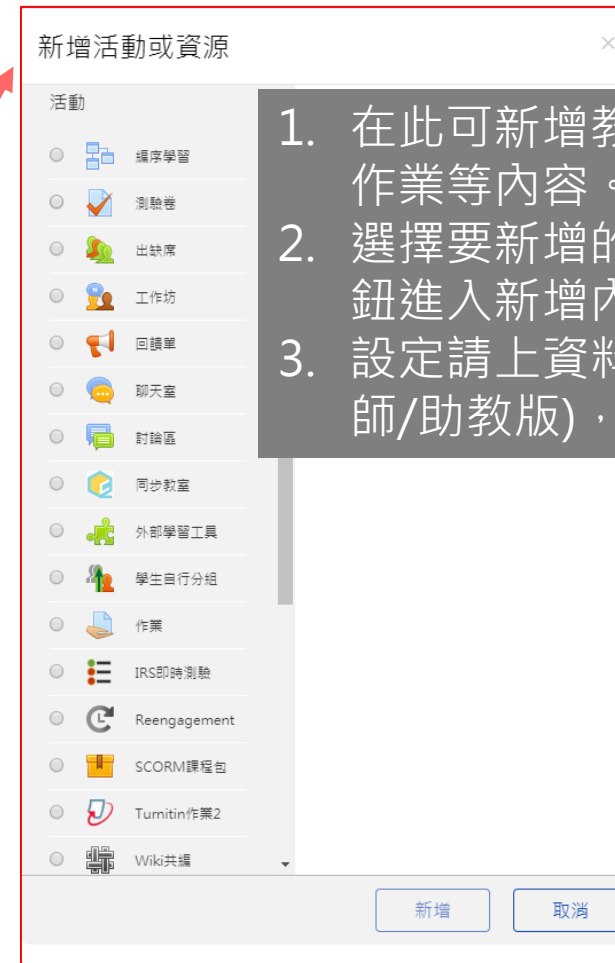 新增活動或資源
×
活動
1. 在此可新增教
作業等內容。
2. 選擇要新增的
鈕進入新增內
3. 設定請上資料
師/助教版)，
編序學習
測驗卷
出缺席
工作坊
回饋單
聊天室
討論區
同步教室
外部學習工具
學生自行分組
作業
IRS即時測驗
Reengagement
SCORM課程包
Turnitin作業2
Wiki共編
新增
取消